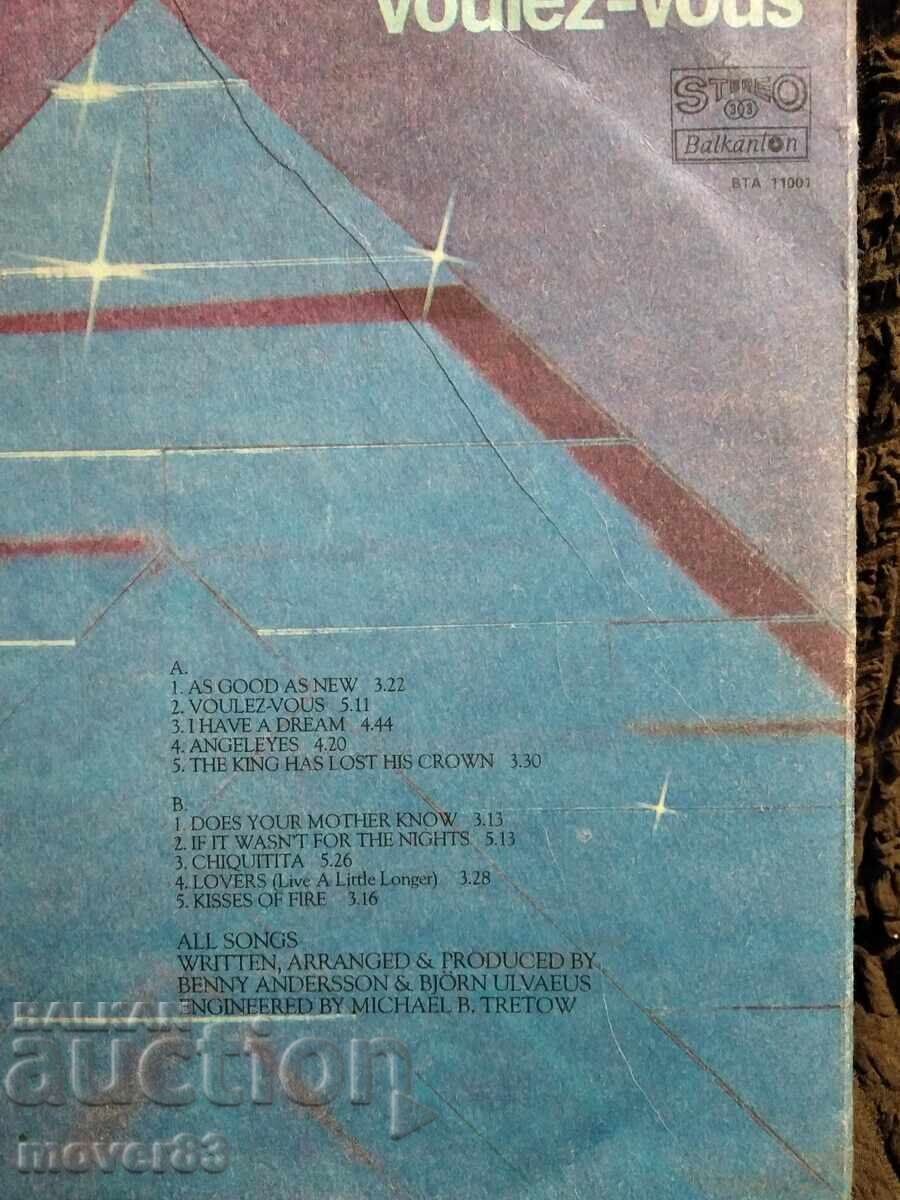 voulez-vous
STEREO
33
Balkanton
BTA 11001
A.
1. AS GOOD AS NEW 3.22
2. VOULEZ-VOUS 5.11
3. I HAVE A DREAM 4.44
4. ANGELEYES 4.20
5. THE KING HAS LOST HIS CROWN 3.30
B.
1. DOES YOUR MOTHER KNOW 3.13
2. IF IT WASN'T FOR THE NIGHTS 5.13
3. CHIQUITITA 5.26
4. LOVERS (Live A Little Longer) 3.28
5. KISSES OF FIRE 3.16
ALL SONGS
WRITTEN, ARRANGED & PRODUCED BY
BENNY ANDERSSON & BJÖRN ULVAEUS
ENGINEERED BY MICHAEL B. TRETOW
BALKAN
auction
mover83